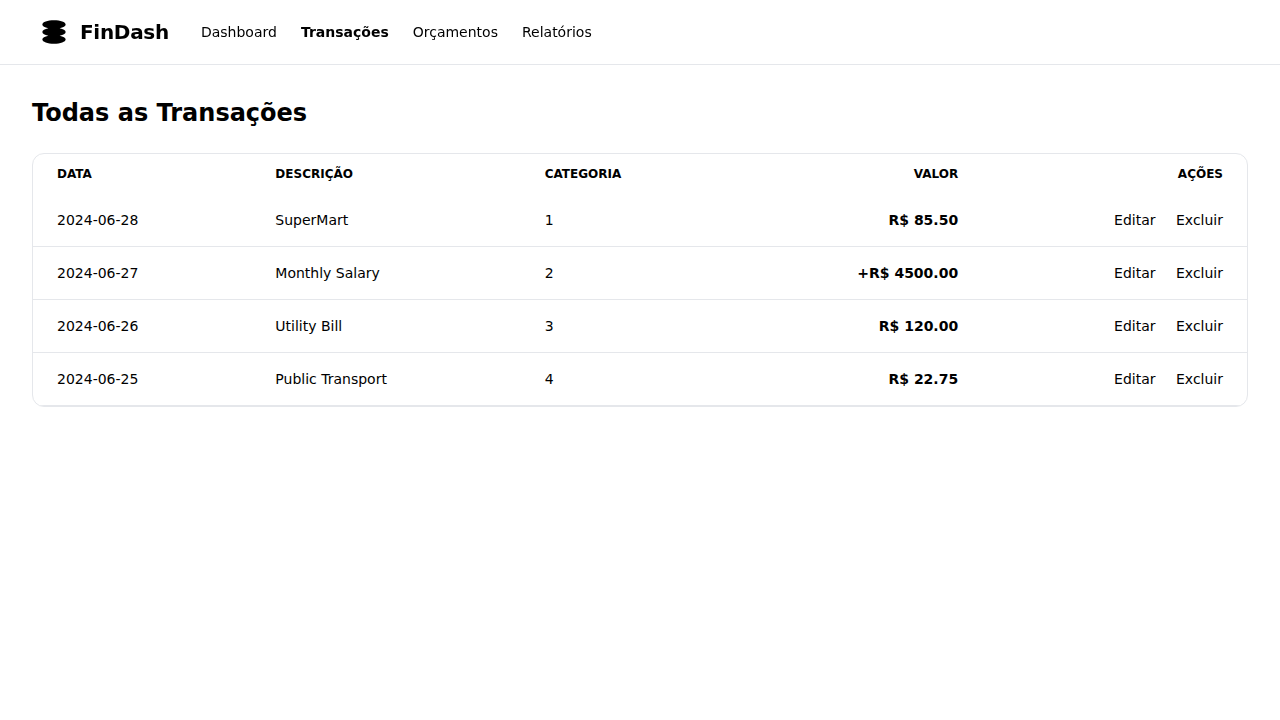 FinDash Dashboard Transações Orçamentos Relatórios
Todas as Transações
DATA DESCRIÇÃO CATEGORIA VALOR AÇÕES
2024-06-28 SuperMart 1 R$ 85.50 Editar Excluir
2024-06-27 Monthly Salary 2 +R$ 4500.00 Editar Excluir
2024-06-26 Utility Bill 3 R$ 120.00 Editar Excluir
2024-06-25 Public Transport 4 R$ 22.75 Editar Excluir